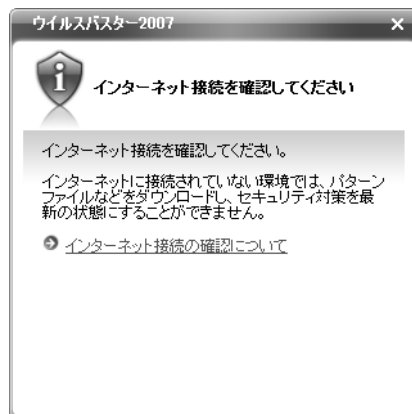 ウイルスバスター2007
インターネット接続を確認してください
インターネット接続を確認してください。
インターネットに接続されていない環境では、パターン
ファイルなどをダウンロードし、セキュリティ対策を最
新の状態にすることができません。
インターネット接続の確認について